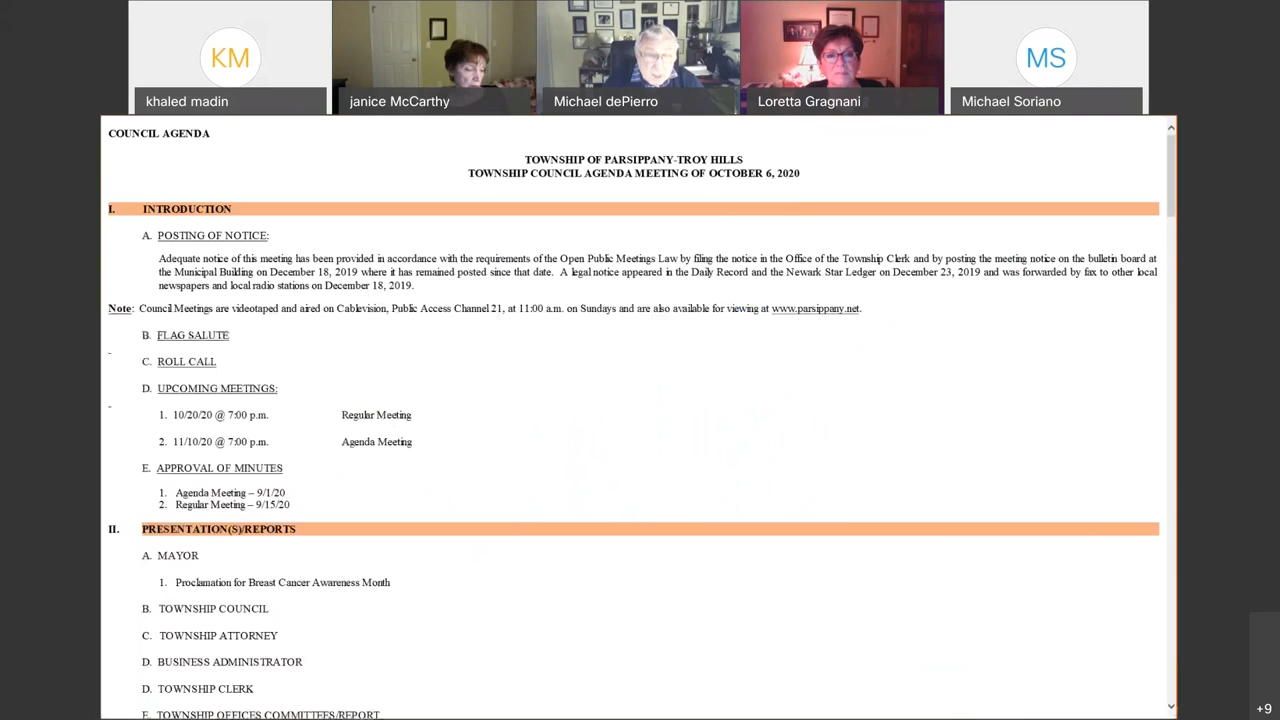 KM
MS
khaled madin
janice McCarthy
Michael dePierro
Loretta Gragnani
Michael Soriano
COUNCIL AGENDA
TOWNSHIP OF PARSIPPANY-TROY HILLS
TOWNSHIP COUNCIL AGENDA MEETING OF OCTOBER 6, 2020
I. INTRODUCTION
A. POSTING OF NOTICE:
Adequate notice of this meeting has been provided in accordance with the requirements of the Open Public Meetings Law by filing the notice in the Office of the Township Clerk and by posting the meeting notice on the bulletin board at
the Municipal Building on December 18, 2019 where it has remained posted since that date. A legal notice appeared in the Daily Record and the Newark Star Ledger on December 23, 2019 and was forwarded by fax to other local
newspapers and local radio stations on December 18, 2019.
Note: Council Meetings are videotaped and aired on Cablevision, Public Access Channel 21, at 11:00 a.m. on Sundays and are also available for viewing at www.parsippany.net.
B. FLAG SALUTE
C. ROLL CALL
D. UPCOMING MEETINGS:
1. 10/20/20 @ 7:00 p.m. Regular Meeting
2. 11/10/20 @ 7:00 p.m. Agenda Meeting
E. APPROVAL OF MINUTES
1. Agenda Meeting – 9/1/20
2. Regular Meeting – 9/15/20
II. PRESENTATION(S)/REPORTS
A. MAYOR
1. Proclamation for Breast Cancer Awareness Month
B. TOWNSHIP COUNCIL
C. TOWNSHIP ATTORNEY
D. BUSINESS ADMINISTRATOR
D. TOWNSHIP CLERK
E. TOWNSHIP OFFICES COMMITTEES/REPORT
+9